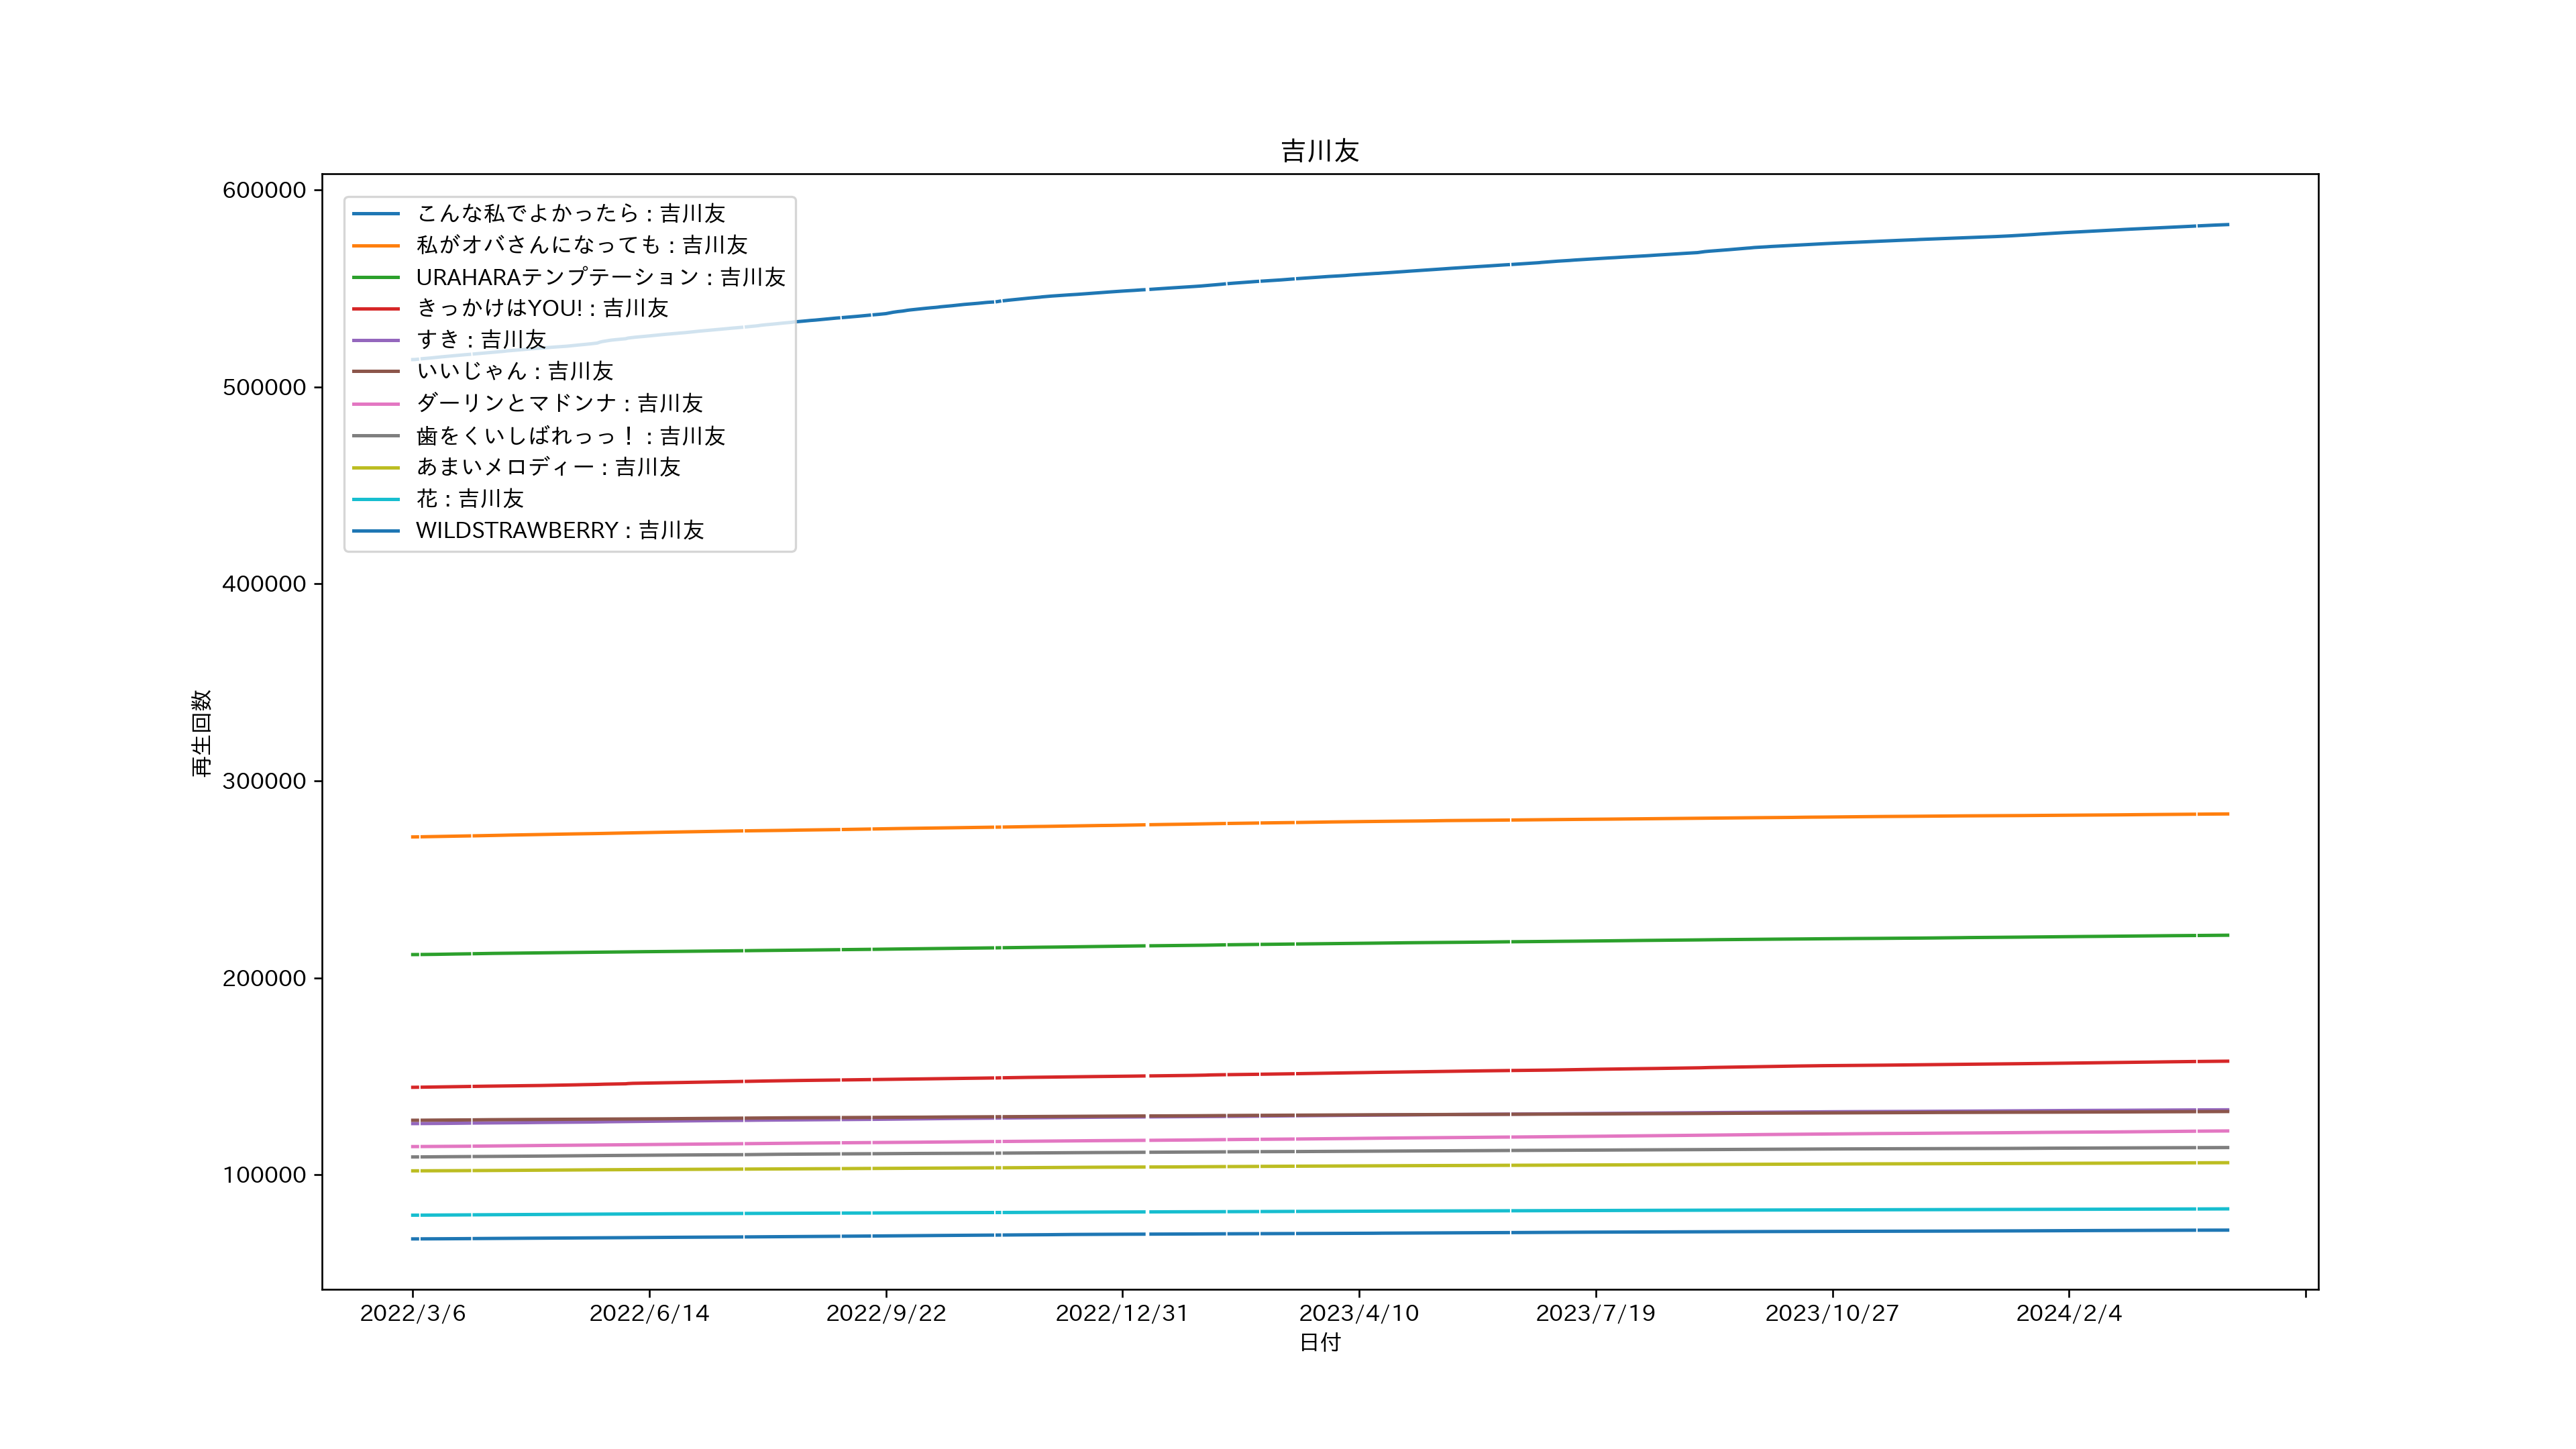 吉川友
600000
500000
400000
300000
200000
100000
再生回数
こんな私でよかったら : 吉川友
私がオバさんになっても : 吉川友
URAHARAテンプテーション : 吉川友
きっかけはYOU! : 吉川友
すき : 吉川友
いいじゃん : 吉川友
ダーリンとマドンナ : 吉川友
歯をくいしばれっっ！ : 吉川友
あまいメロディー : 吉川友
花 : 吉川友
WILDSTRAWBERRY : 吉川友
2022/3/6 2022/6/14 2022/9/22 2022/12/31 2023/4/10 2023/7/19 2023/10/27 2024/2/4
日付